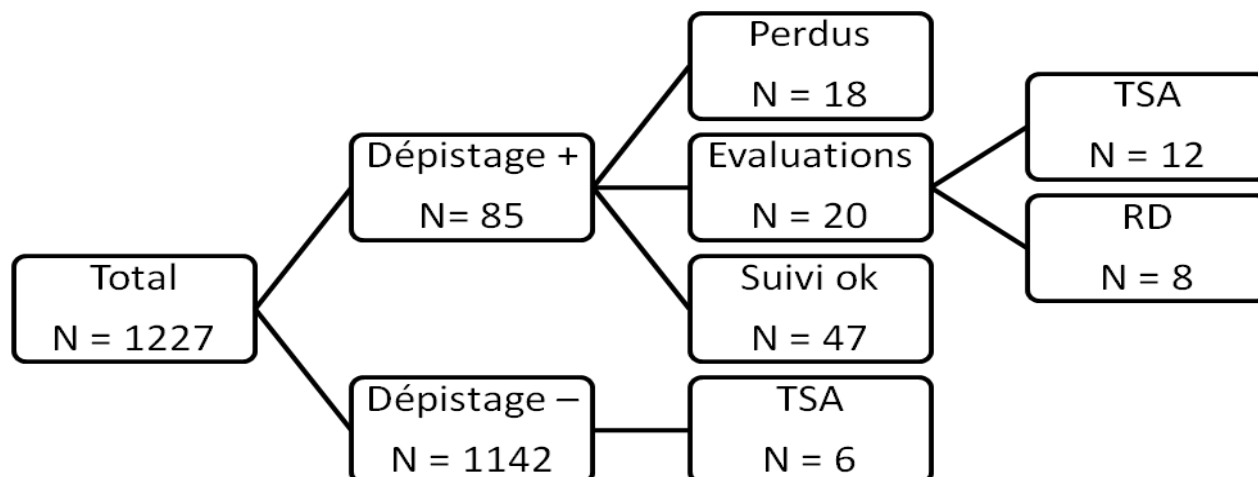 Total
N = 1227
Dépistage +
N= 85
Dépistage –
N = 1142
Perdus
N = 18
Evaluations
N = 20
Suivi ok
N = 47
TSA
N = 6
TSA
N = 12
RD
N = 8